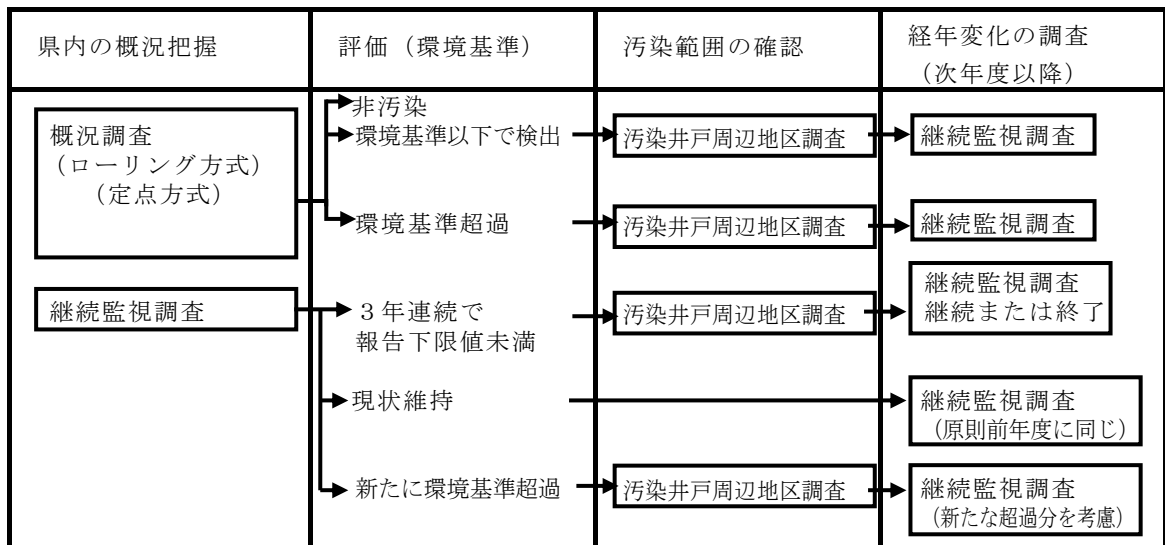 県内の概況把握
評価（環境基準）
汚染範囲の確認
経年変化の調査
（次年度以降）
概況調査
（ローリング方式）
（定点方式）
非汚染
環境基準以下で検出
汚染井戸周辺地区調査
継続監視調査
環境基準超過
汚染井戸周辺地区調査
継続監視調査
継続監視調査
３年連続で
報告下限値未満
汚染井戸周辺地区調査
継続監視調査
継続または終了
現状維持
継続監視調査
（原則前年度に同じ）
新たに環境基準超過
汚染井戸周辺地区調査
継続監視調査
（新たな超過分を考慮）